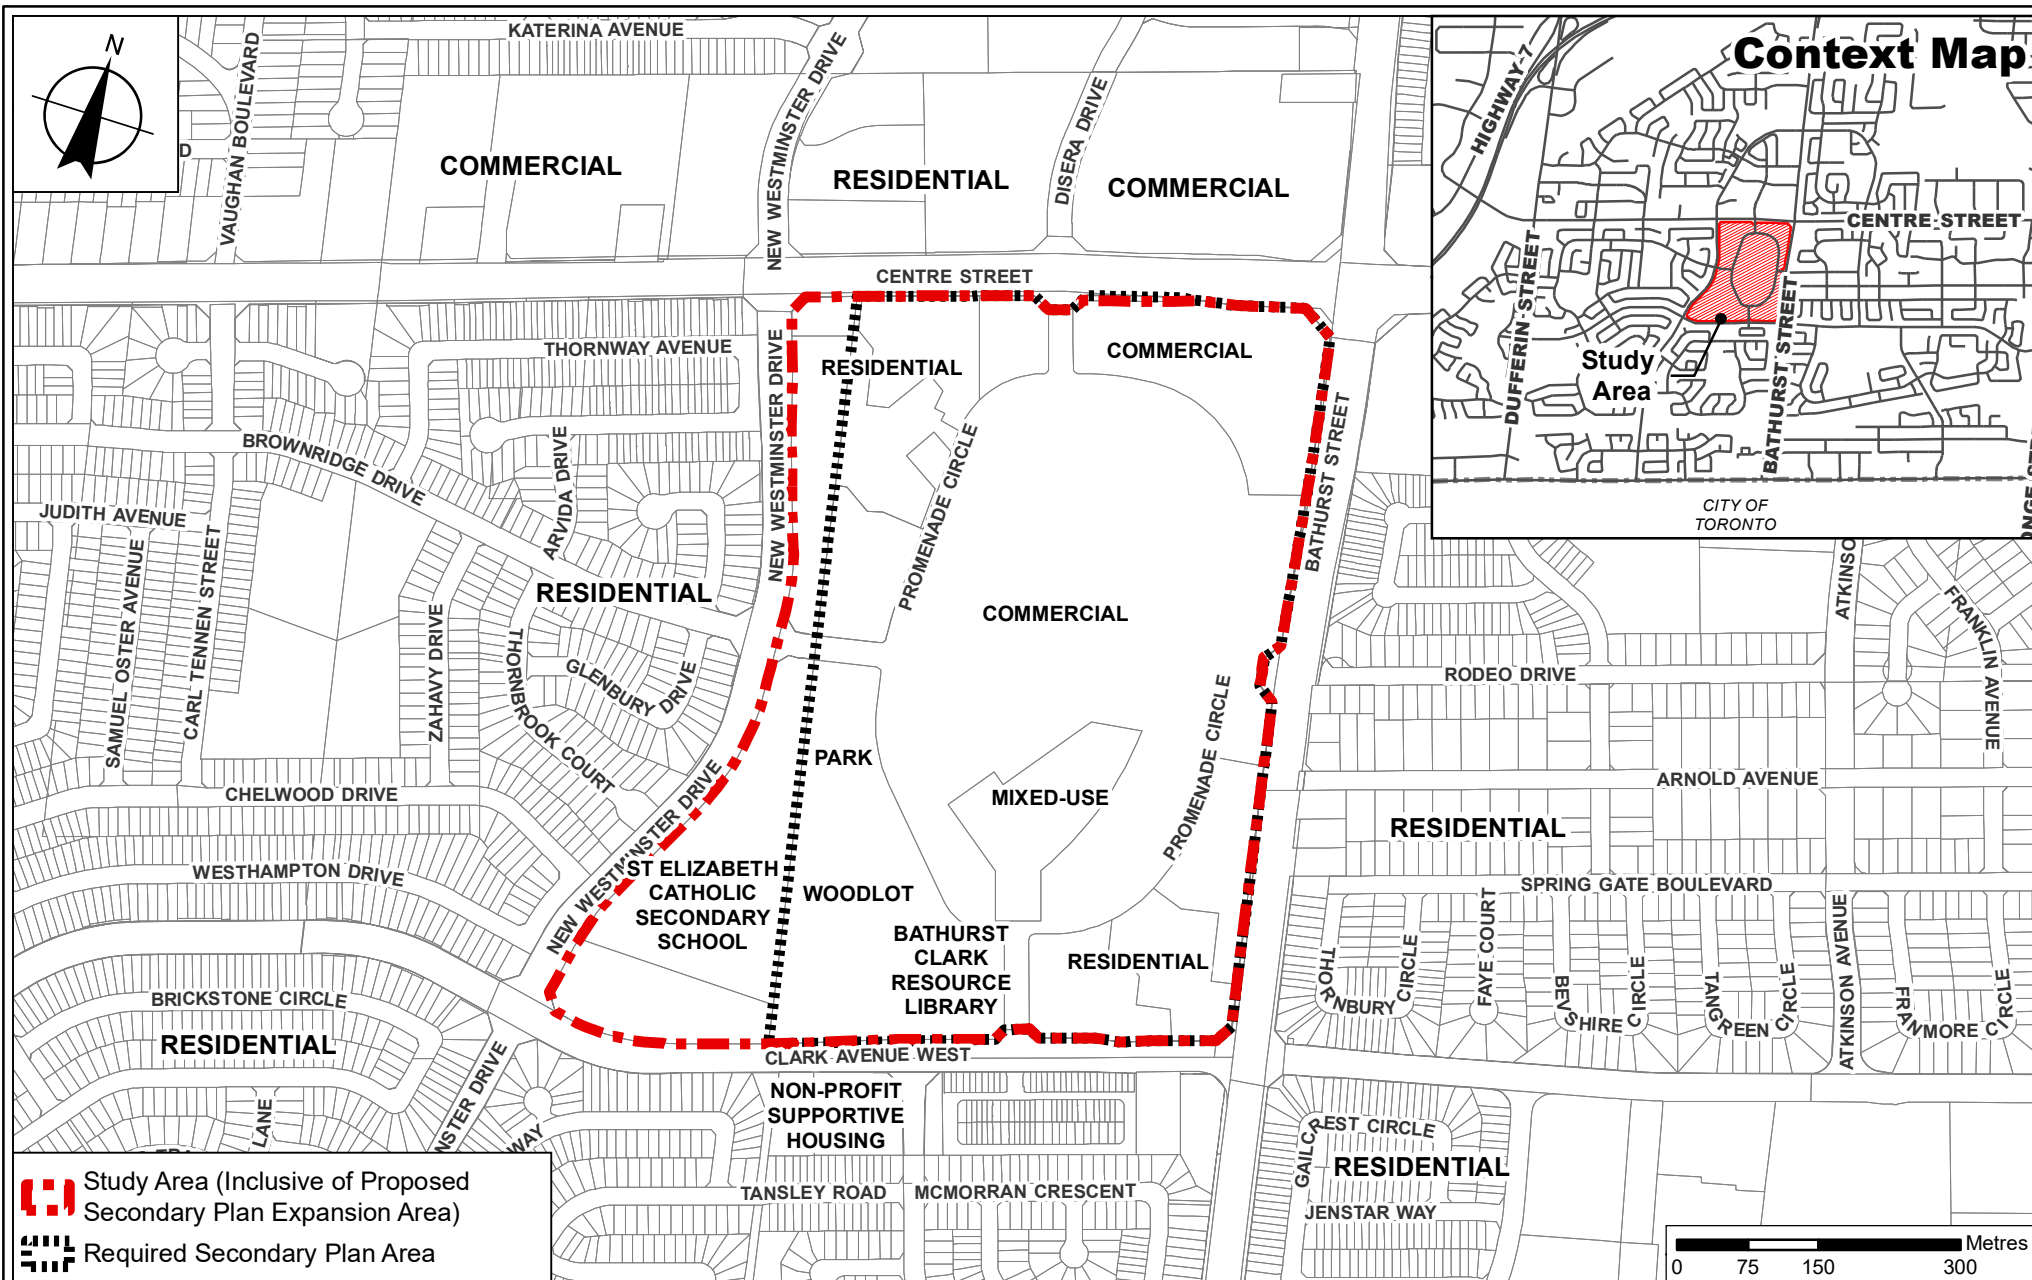 KATERINA AVENUE
N
VAUGHAN BOULEVARD
D
COMMERCIAL
NEW WESTMINSTER DRIVE
RESIDENTIAL
DISERA DRIVE
COMMERCIAL
CENTRE STREET
Context Map
HIGHWAY 7
CENTRE STREET
DUFFERIN STREET
BATHURST STREET
Study
Area
CITY OF
TORONTO
THORNWAY AVENUE
NEW WESTMINSTER DRIVE
RESIDENTIAL
COMMERCIAL
BROWNRIDGE DRIVE
ARVIDA DRIVE
PROMENADE CIRCLE
BATHURST STREET
JUDITH AVENUE
SAMUEL OSTER AVENUE
CARL TENNEN STREET
ZAHAVY DRIVE
RESIDENTIAL
THORNBROOK COURT
GLENBURY DRIVE
COMMERCIAL
ATKINSO
FRANKLIN AVENUE
RODEO DRIVE
PARK
MIXED-USE
PROMENADE CIRCLE
ARNOLD AVENUE
CHELWOOD DRIVE
NEW WESTMINSTER DRIVE
RESIDENTIAL
WESTHAMPTON DRIVE
ST ELIZABETH
CATHOLIC
SECONDARY
SCHOOL
WOODLOT
BATHURST
CLARK
RESOURCE
LIBRARY
RESIDENTIAL
SPRING GATE BOULEVARD
THORNBURY CIRCLE
FAYE COURT
BEVSHIRE CIRCLE
TANGREEN CIRCLE
ATKINSON AVENUE
FRANMORE CIRCLE
BRICKSTONE CIRCLE
RESIDENTIAL
CLARK AVENUE WEST
NSTER DRIVE
LANE
WAY
NON-PROFIT
SUPPORTIVE
HOUSING
TANSLEY ROAD
MCMORRAN CRESCENT
GAILCREST CIRCLE
RESIDENTIAL
JENSTAR WAY
Study Area (Inclusive of Proposed
Secondary Plan Expansion Area)
Required Secondary Plan Area
Metres
0 75 150 300